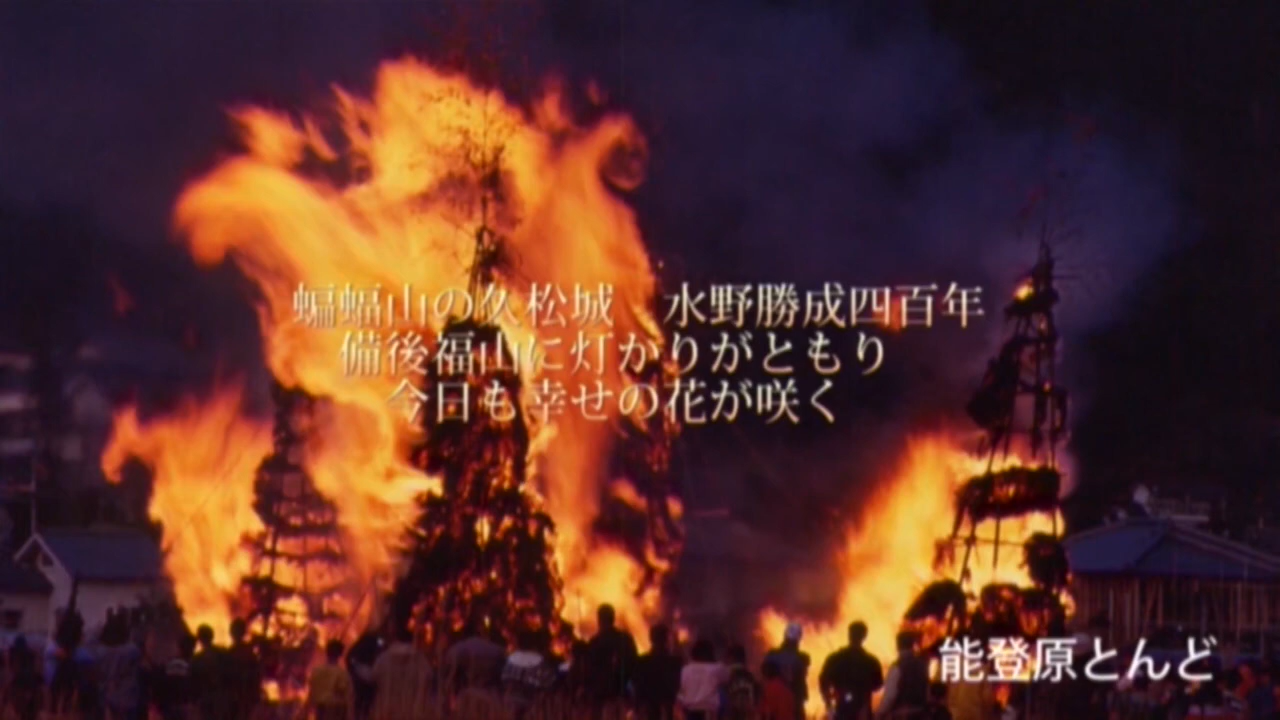 蝙蝠山の久松城　水野勝成四百年
備後福山に灯かりがともり
今日も幸せの花が咲く
能登原とんど